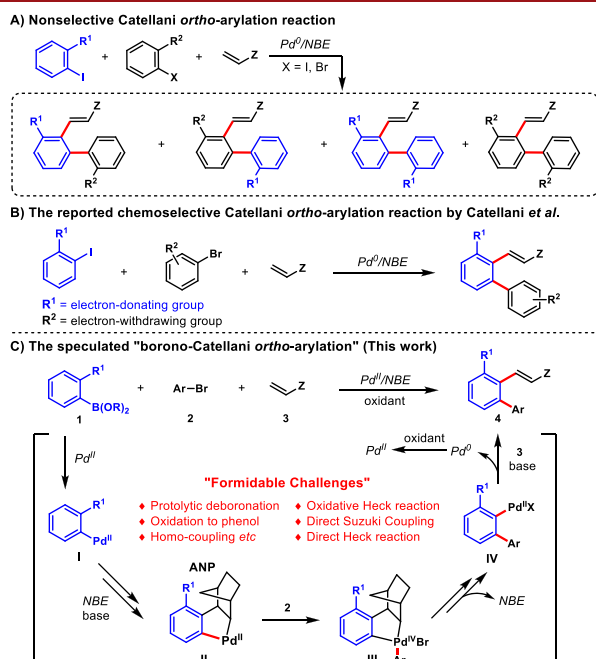 A) Nonselective Catellani ortho-arylation reaction
R¹ I + R² X + Z Pd⁰/NBE X = I, Br
R¹ Z R² + R² Z R¹ + R¹ Z R¹ + R² Z R²
B) The reported chemoselective Catellani ortho-arylation reaction by Catellani et al.
R¹ I + R² Br + Z Pd⁰/NBE R¹ Z R²
R¹ = electron-donating group
R² = electron-withdrawing group
C) The speculated "borono-Catellani ortho-arylation" (This work)
R¹ B(OR)₂ + Ar–Br + Z Pdᴵᴵ/NBE oxidant R¹ Z Ar
1 2 3 4
Pdᴵᴵ
Pdᴵᴵ oxidant Pd⁰ 3 base
"Formidable Challenges"
♦ Protolytic deboronation ♦ Oxidative Heck reaction
♦ Oxidation to phenol ♦ Direct Suzuki Coupling
♦ Homo-coupling etc ♦ Direct Heck reaction
R¹ Pdᴵᴵ
I
R¹ PdᴵᴵX Ar
IV
NBE base
ANP
R¹ Pdᴵᴵ
II
2
R¹ PdᴵⱽBr Ar
III
NBE